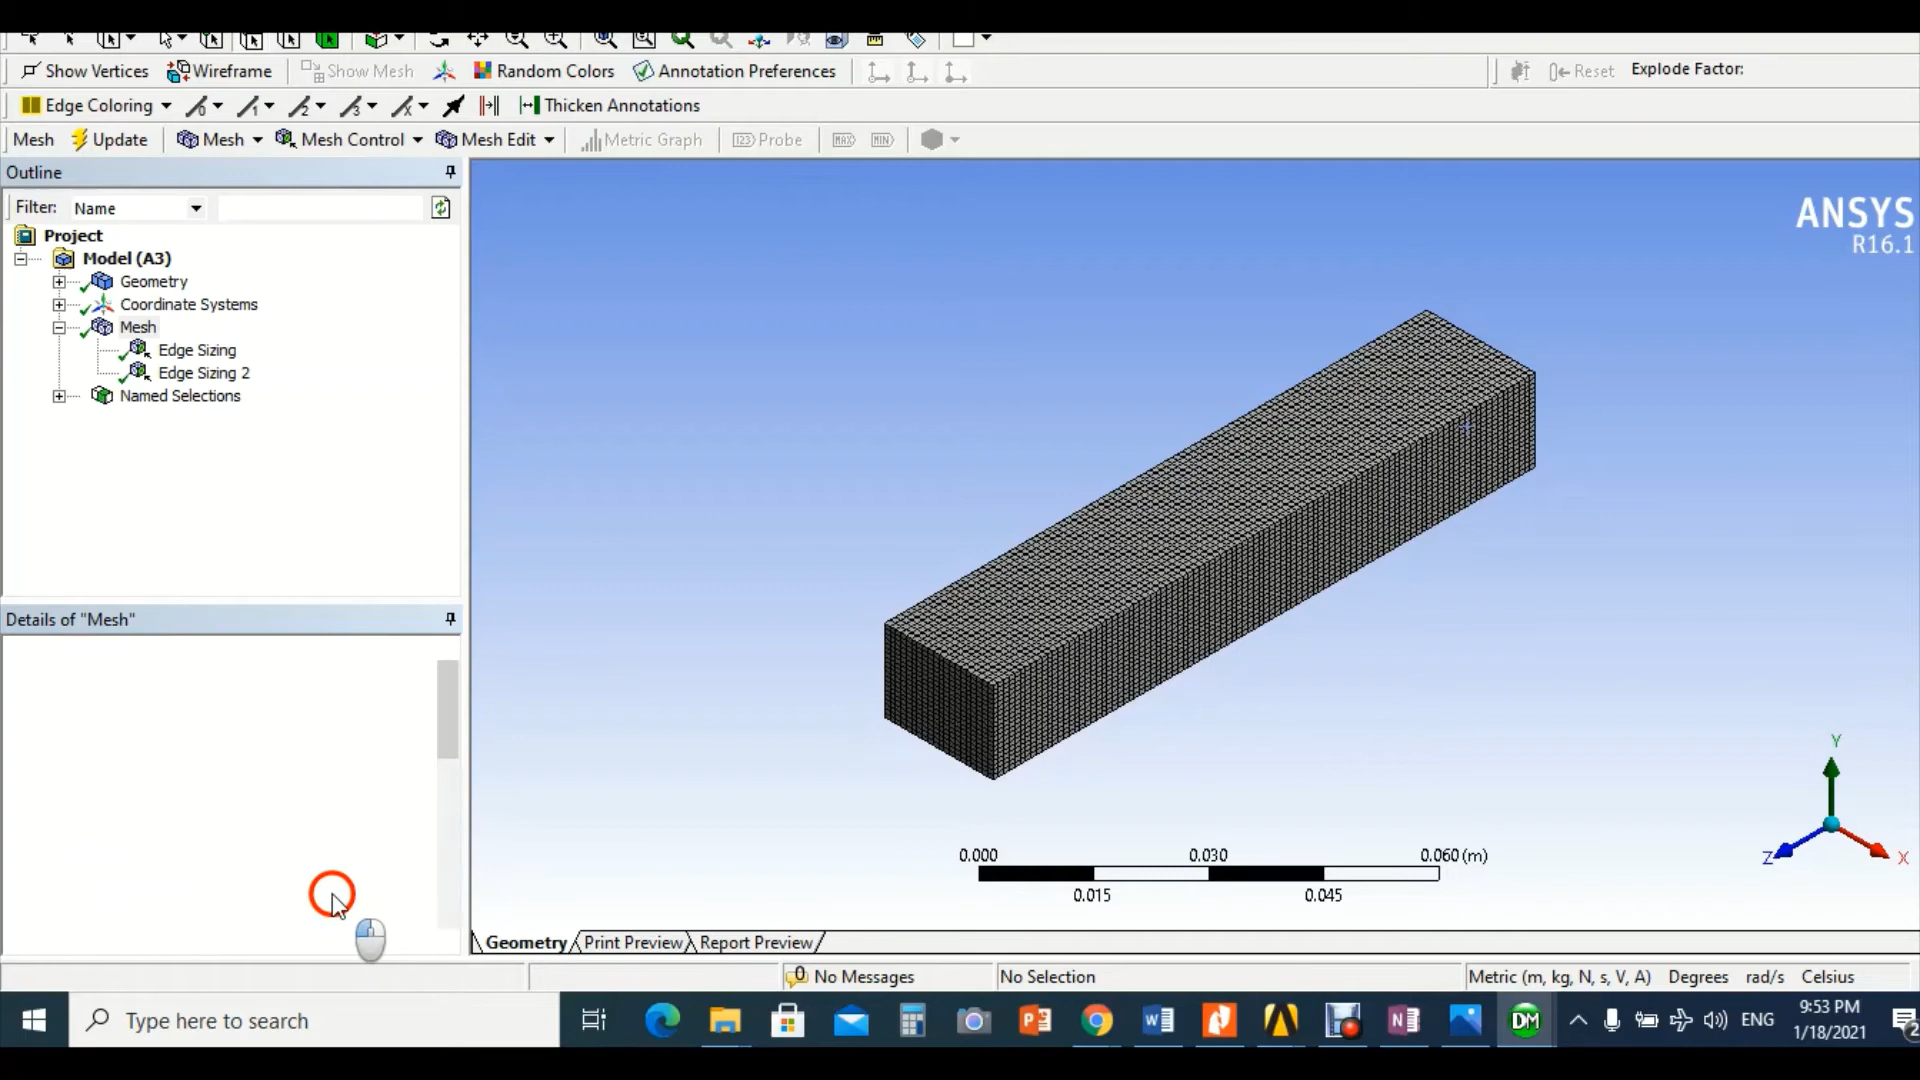 Show Vertices Wireframe Show Mesh Random Colors Annotation Preferences Reset Explode Factor:
Edge Coloring Thicken Annotations
Mesh Update Mesh Mesh Control Mesh Edit Metric Graph Probe MAX MIN
Outline
Filter: Name
Project
Model (A3)
Geometry
Coordinate Systems
Mesh
Edge Sizing
Edge Sizing 2
Named Selections
Details of "Mesh"
ANSYS
R16.1
Y
Z
X
0.000 0.030 0.060 (m)
0.015 0.045
Geometry Print Preview Report Preview
0 No Messages No Selection Metric (m, kg, N, s, V, A) Degrees rad/s Celsius
Type here to search
ENG
9:53 PM
1/18/2021
2